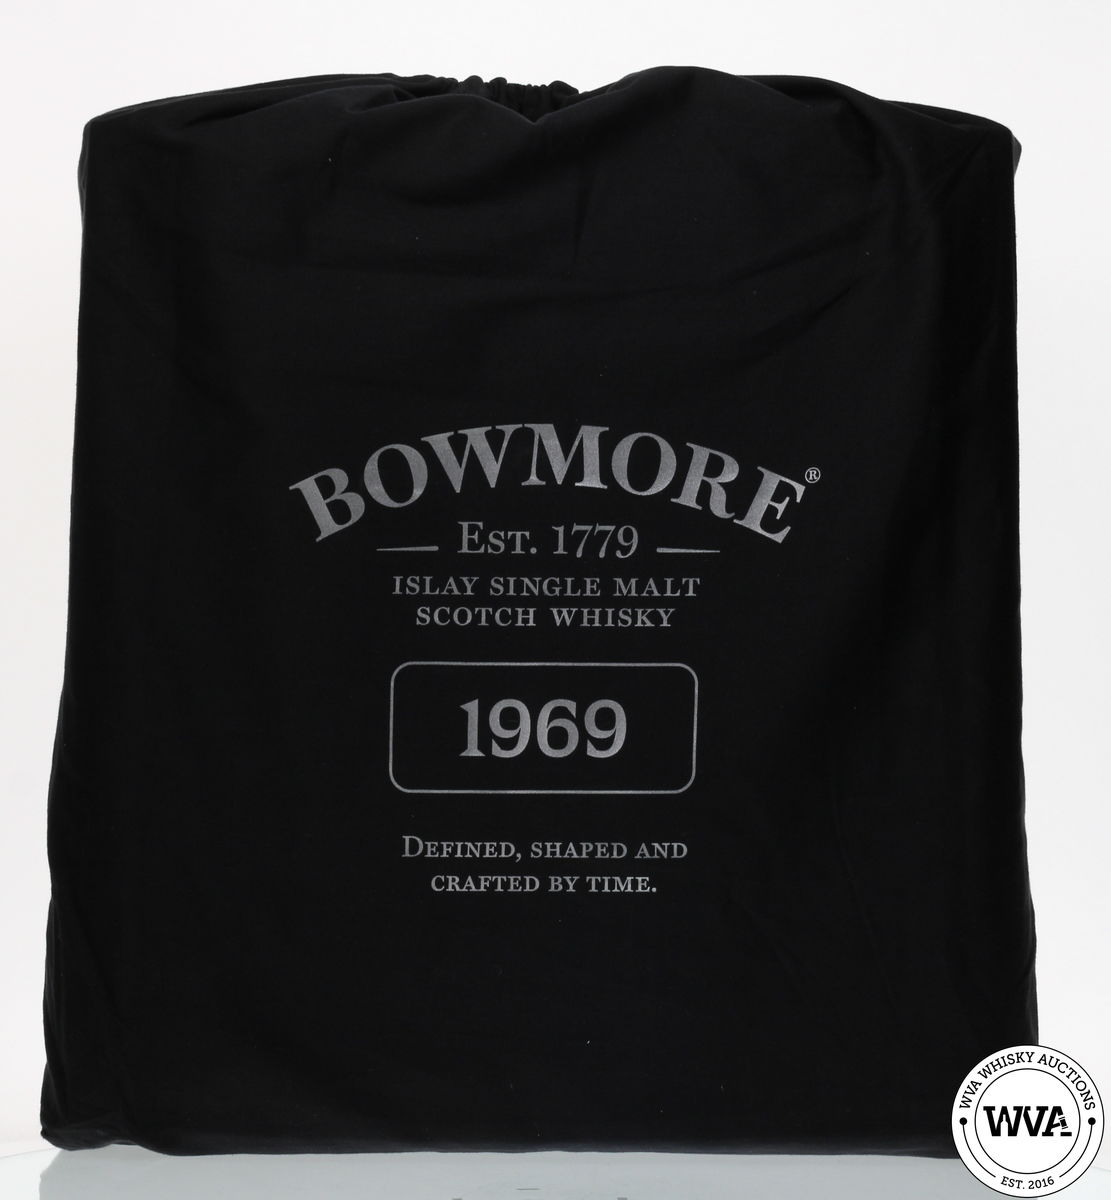 BOWMORE®
EST. 1779
ISLAY SINGLE MALT
SCOTCH WHISKY
1969
DEFINED, SHAPED AND
CRAFTED BY TIME.
WVA WHISKY AUCTIONS
WVA
EST. 2016